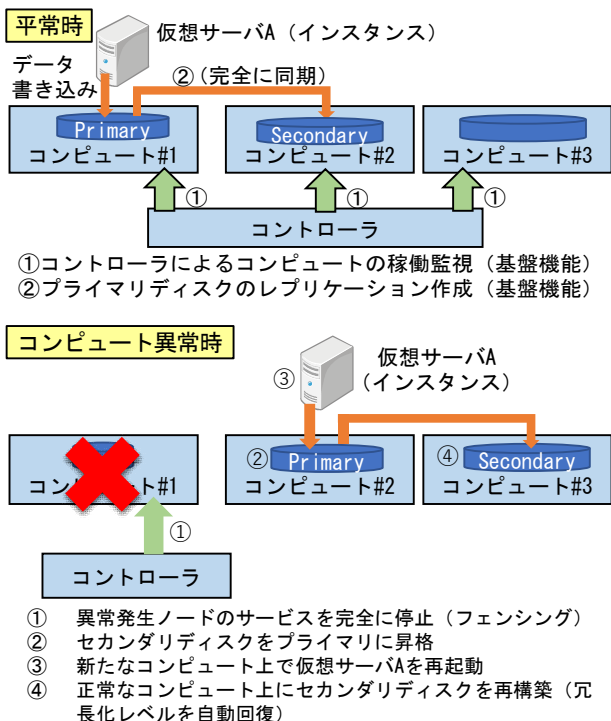 平常時
仮想サーバA（インスタンス）
データ
書き込み
②(完全に同期)
Primary
コンピュート#1
Secondary
コンピュート#2
コンピュート#3
①
①
①
コントローラ
①コントローラによるコンピュートの稼働監視（基盤機能）
②プライマリディスクのレプリケーション作成（基盤機能）
コンピュート異常時
③
仮想サーバA
（インスタンス）
コン ト#1
② Primary
コンピュート#2
④ Secondary
コンピュート#3
①
コントローラ
① 異常発生ノードのサービスを完全に停止（フェンシング）
② セカンダリディスクをプライマリに昇格
③ 新たなコンピュート上で仮想サーバAを再起動
④ 正常なコンピュート上にセカンダリディスクを再構築（冗
長化レベルを自動回復）